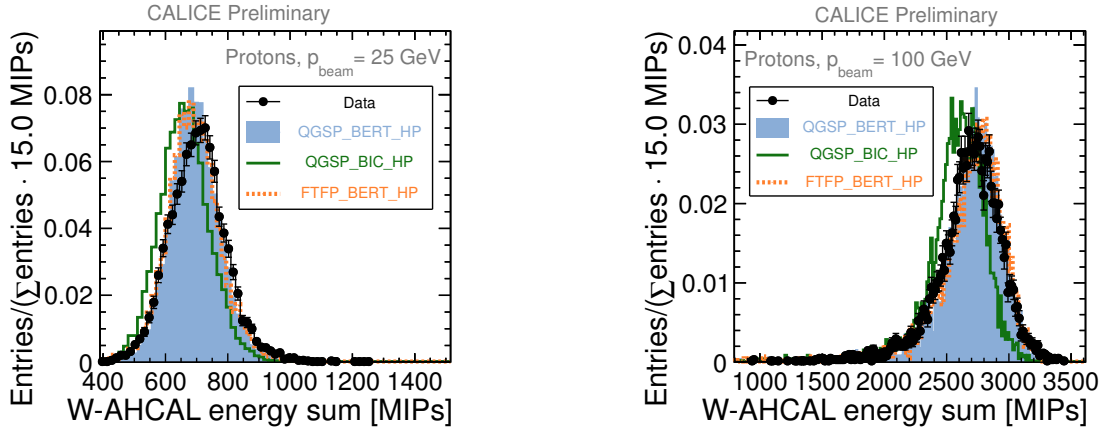 CALICE Preliminary
Protons, p_beam = 25 GeV
Data
QGSP_BERT_HP
QGSP_BIC_HP
FTFP_BERT_HP
Entries/(∑entries · 15.0 MIPs)
0.08
0.06
0.04
0.02
0
400 600 800 1000 1200 1400
W-AHCAL energy sum [MIPs]
CALICE Preliminary
Protons, p_beam = 100 GeV
Data
QGSP_BERT_HP
QGSP_BIC_HP
FTFP_BERT_HP
Entries/(∑entries · 15.0 MIPs)
0.04
0.03
0.02
0.01
0
1000 1500 2000 2500 3000 3500
W-AHCAL energy sum [MIPs]